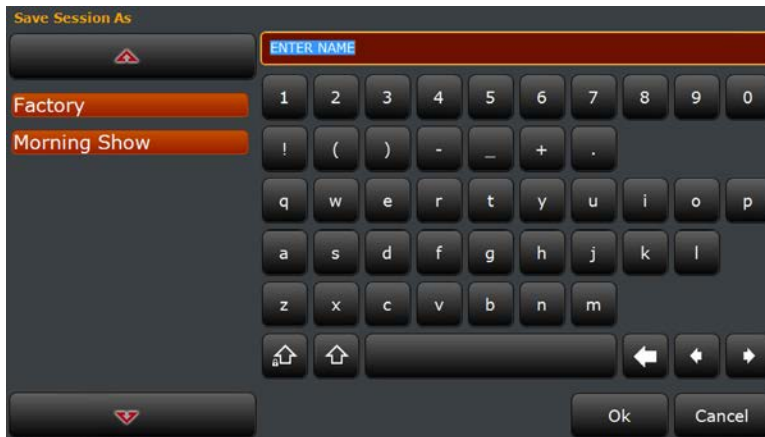 Save Session As
ENTER NAME
Factory
Morning Show
1 2 3 4 5 6 7 8 9 0
! ( ) - _ + .
q w e r t y u i o p
a s d f g h j k l
z x c v b n m
Ok Cancel